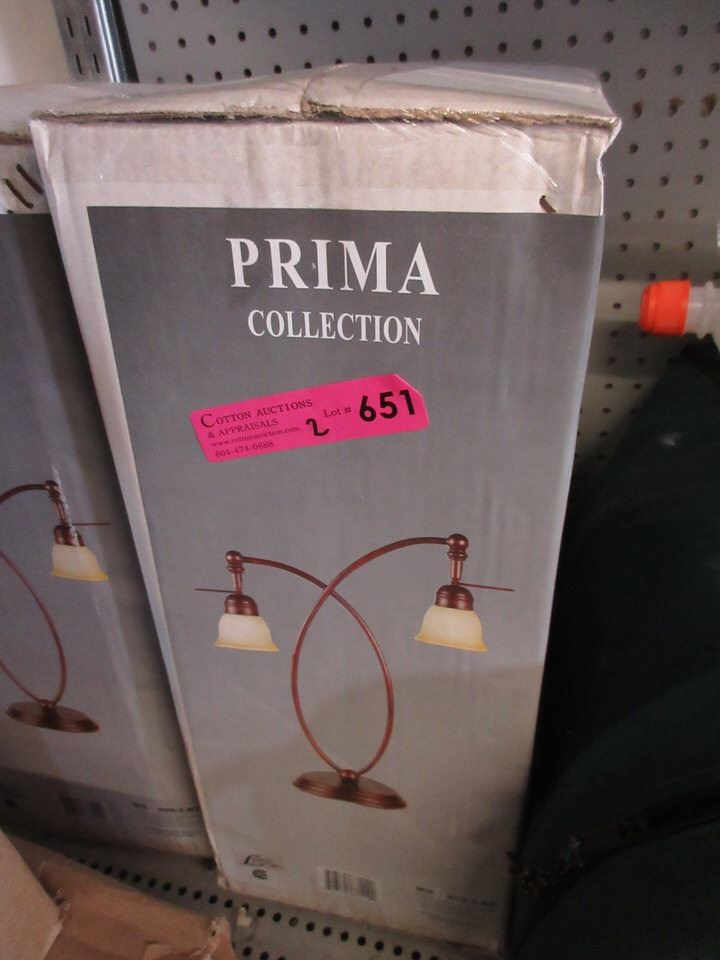 PRIMA
COLLECTION
COTTON AUCTIONS
& APPRAISALS
www.cottonauction.com
604-474-0688
2
Lot # 651